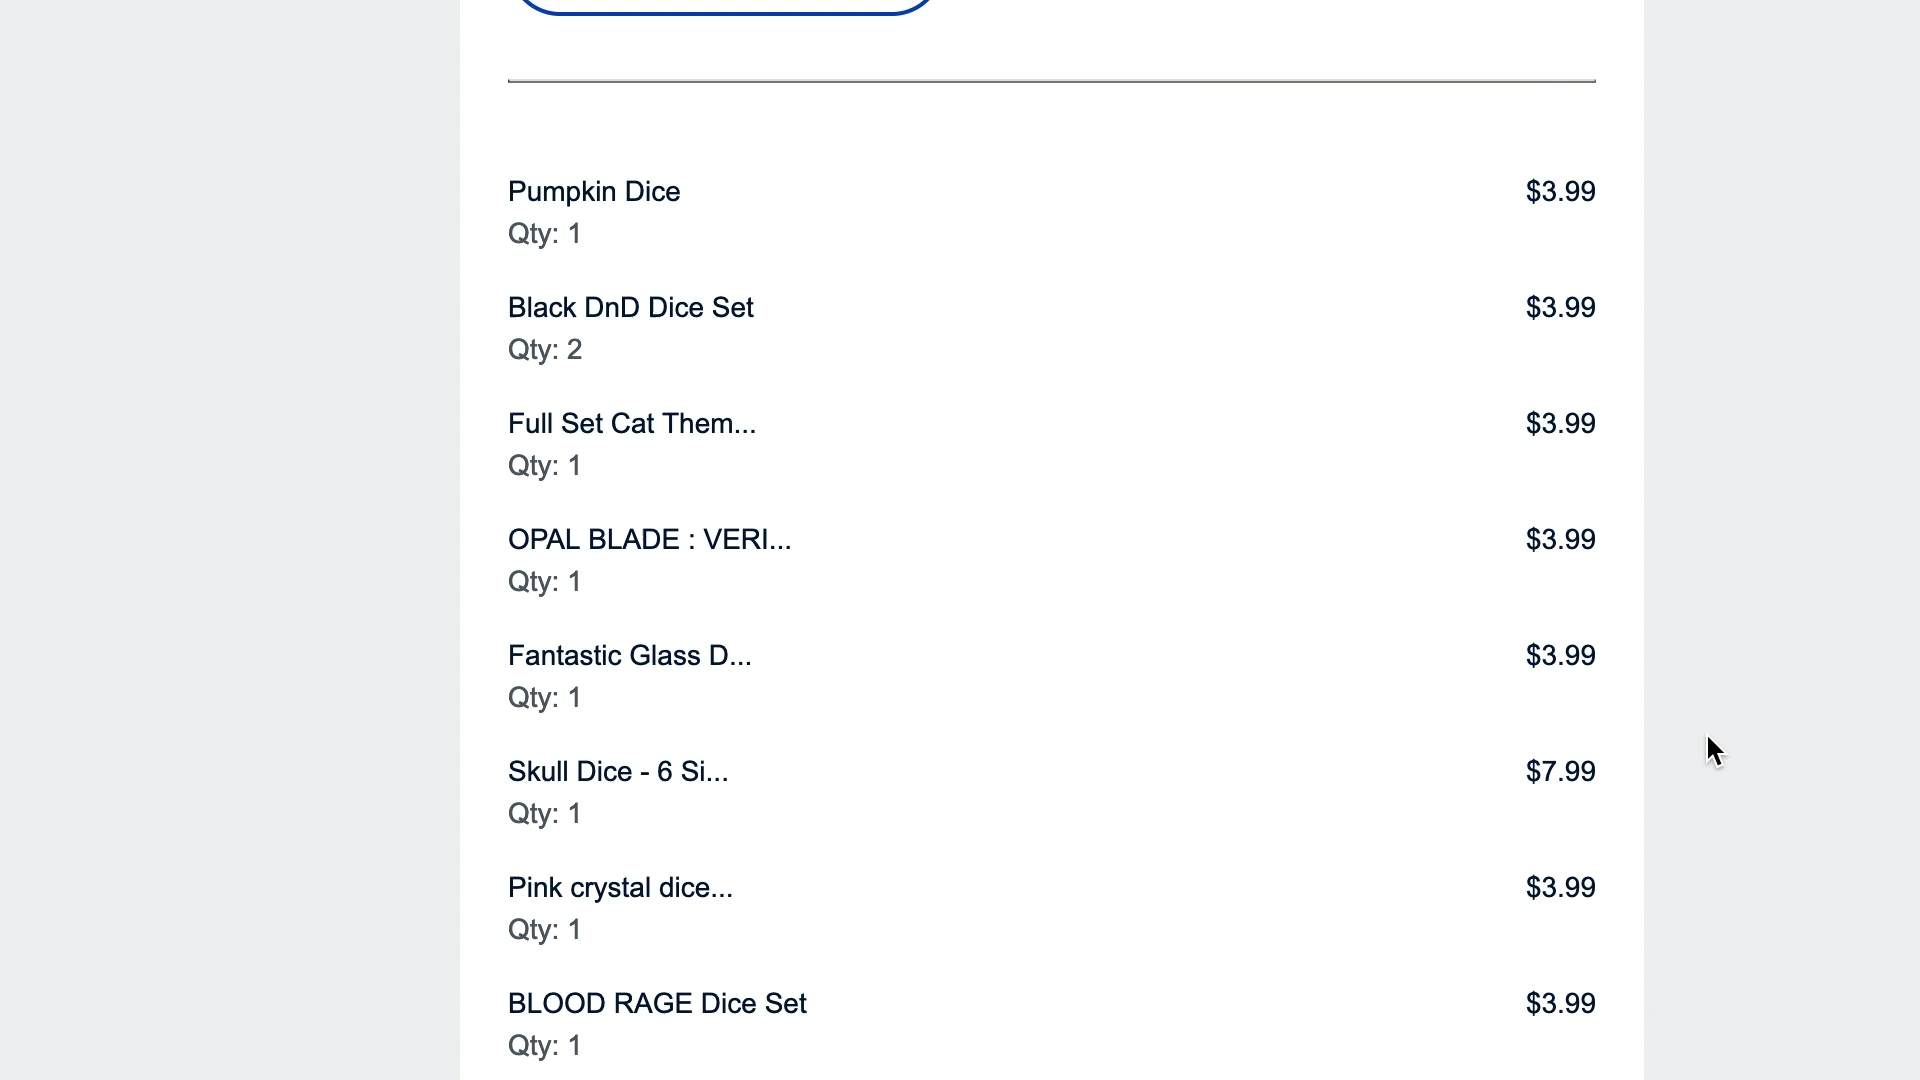 Pumpkin Dice $3.99
Qty: 1
Black DnD Dice Set $3.99
Qty: 2
Full Set Cat Them... $3.99
Qty: 1
OPAL BLADE : VERI... $3.99
Qty: 1
Fantastic Glass D... $3.99
Qty: 1
Skull Dice - 6 Si... $7.99
Qty: 1
Pink crystal dice... $3.99
Qty: 1
BLOOD RAGE Dice Set $3.99
Qty: 1